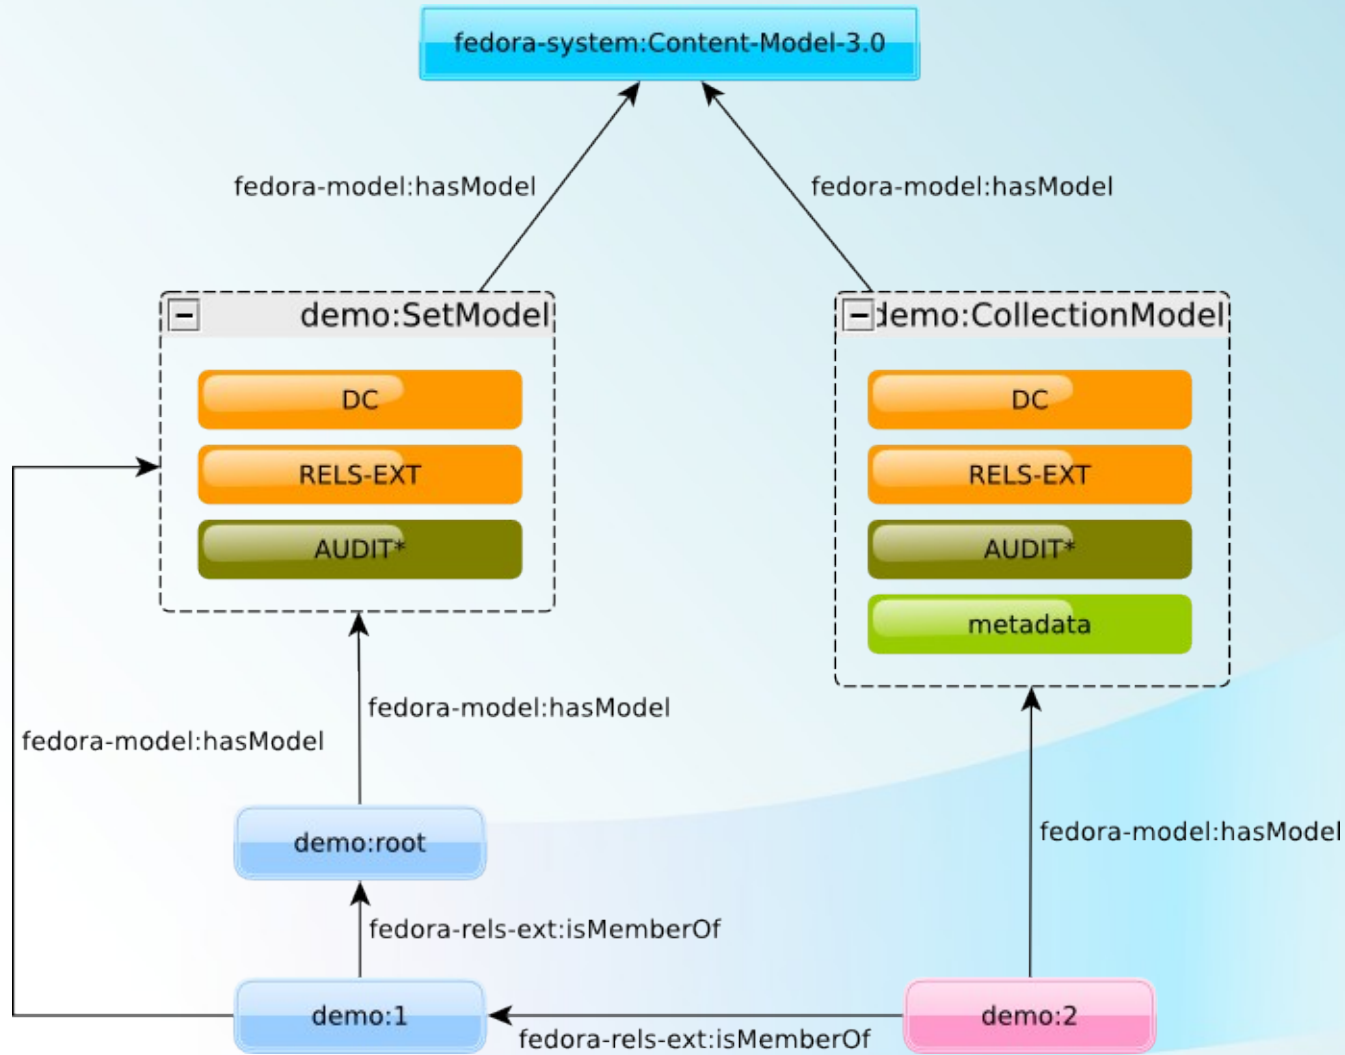 fedora-system:Content-Model-3.0
fedora-model:hasModel
fedora-model:hasModel
demo:SetModel
demo:CollectionModel
DC
DC
RELS-EXT
RELS-EXT
AUDIT*
AUDIT*
metadata
fedora-model:hasModel
fedora-model:hasModel
fedora-model:hasModel
demo:root
fedora-rels-ext:isMemberOf
demo:1
demo:2
fedora-rels-ext:isMemberOf